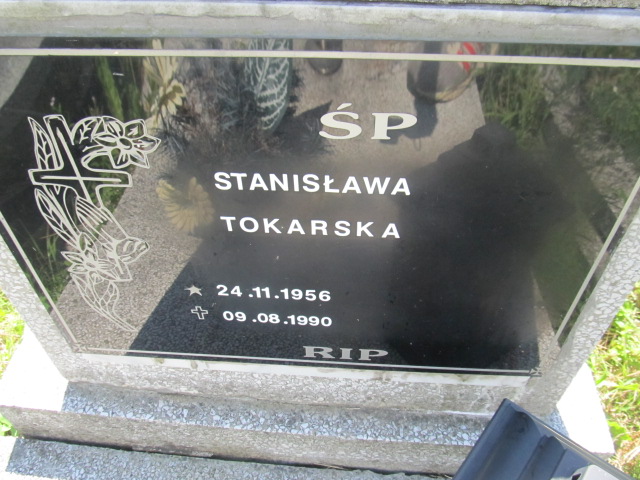 ŚP
STANISŁAWA
TOKARSKA
24.11.1956
09.08.1990
RIP